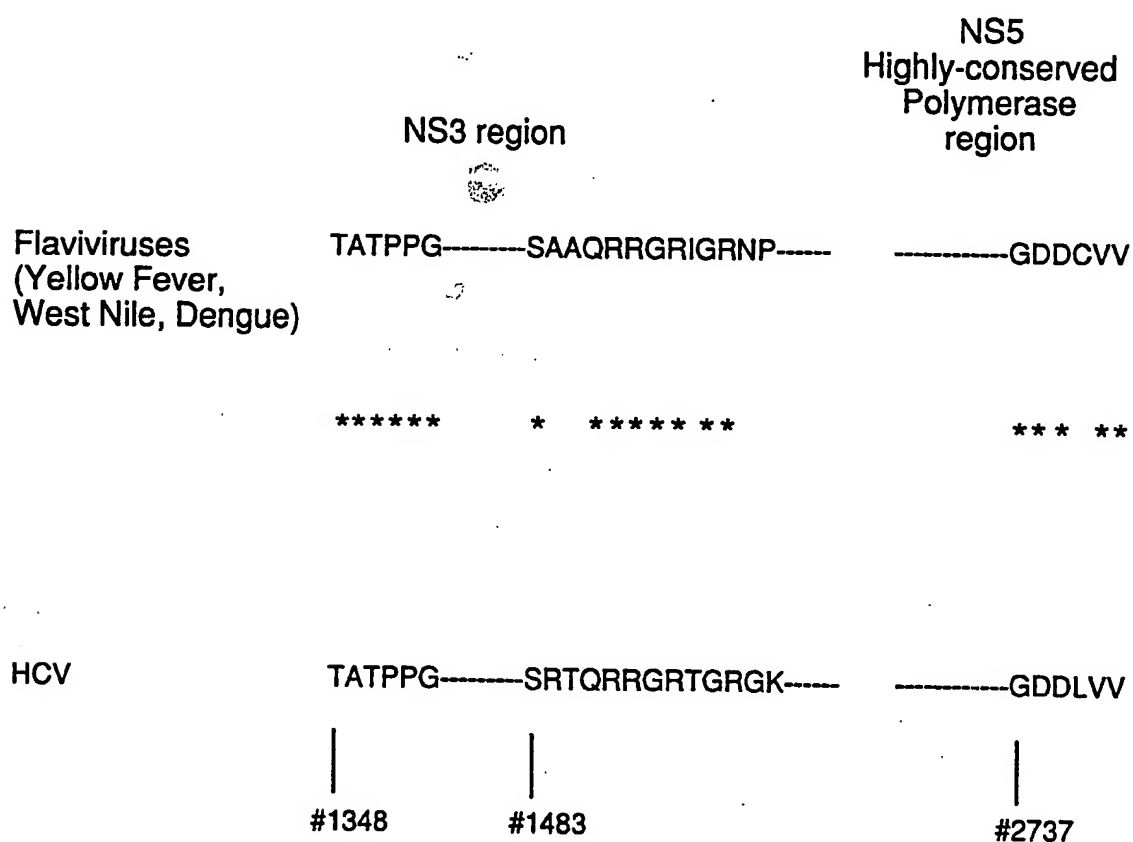 NS5
Highly-conserved
Polymerase
region
NS3 region
Flaviviruses
(Yellow Fever,
West Nile, Dengue)
TATPPG--------SAAQRRGRIGRNP------ ------------GDDCVV
****** * ***** ** *** **
HCV
TATPPG--------SRTQRRGRTGRGK------ ------------GDDLVV
#1348 #1483 #2737